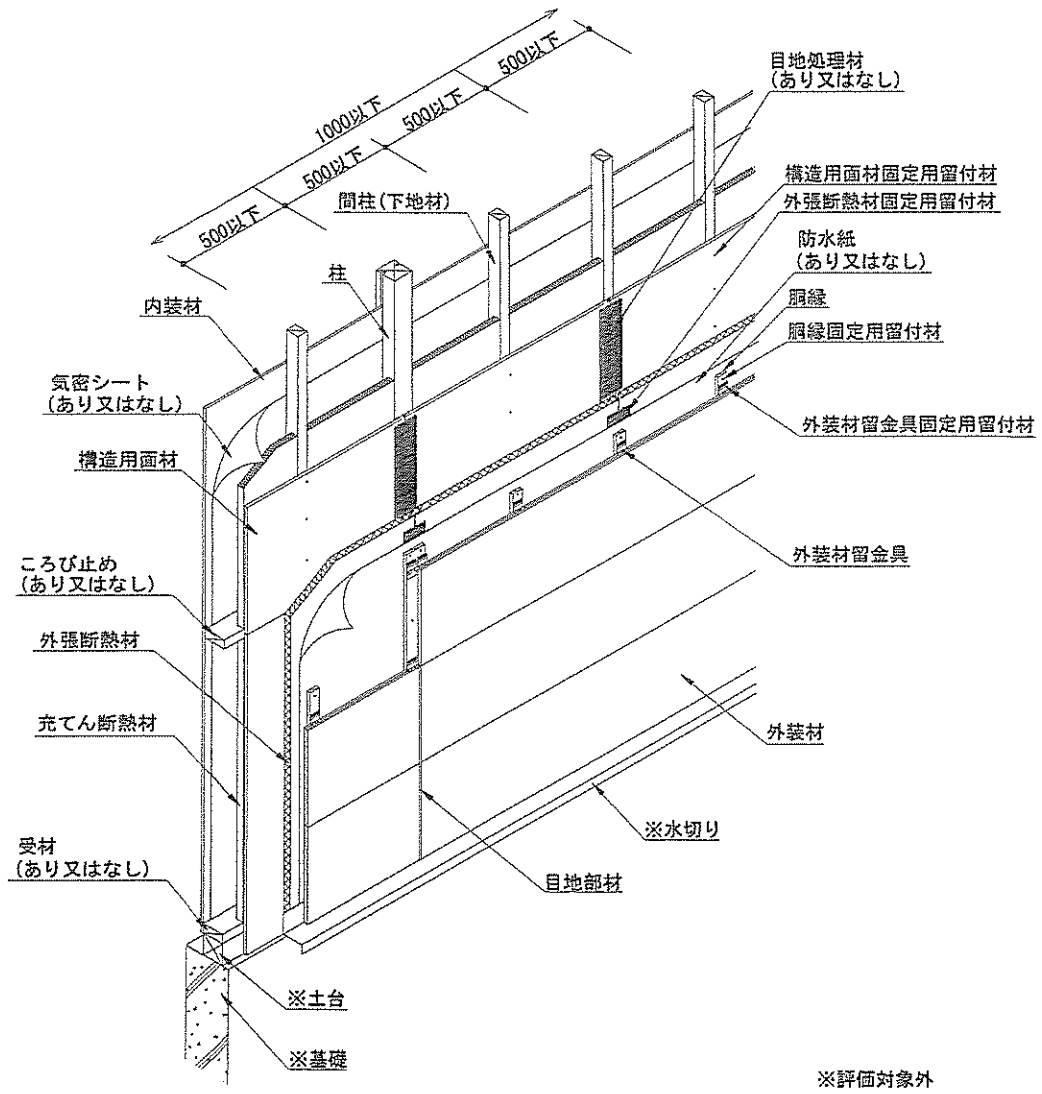 500以下
1000以下
500以下
500以下
500以下
目地処理材
(あり又はなし)
構造用面材固定用留付材
外張断熱材固定用留付材
間柱(下地材)
防水紙
(あり又はなし)
柱
胴縁
内装材
胴縁固定用留付材
気密シート
(あり又はなし)
外装材留金具固定用留付材
構造用面材
外装材留金具
ころび止め
(あり又はなし)
外張断熱材
充てん断熱材
外装材
※水切り
受材
(あり又はなし)
目地部材
※土台
※基礎
※評価対象外